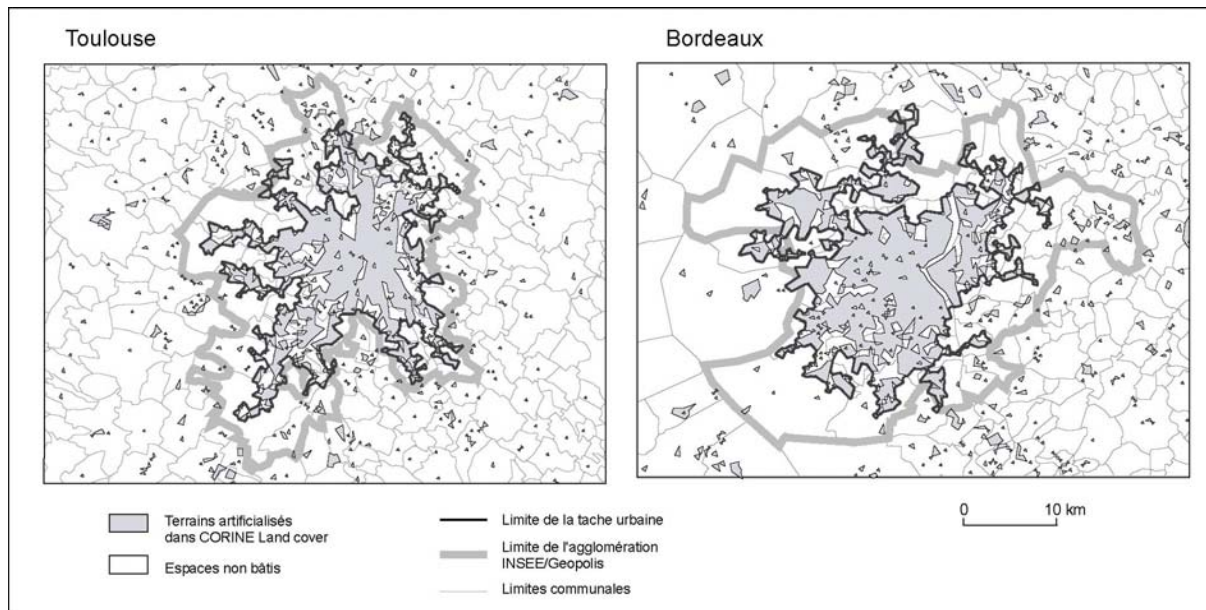 Toulouse
Bordeaux
Terrains artificialisés
dans CORINE Land cover
Espaces non bâtis
Limite de la tache urbaine
Limite de l'agglomération
INSEE/Geopolis
Limites communales
0 10 km